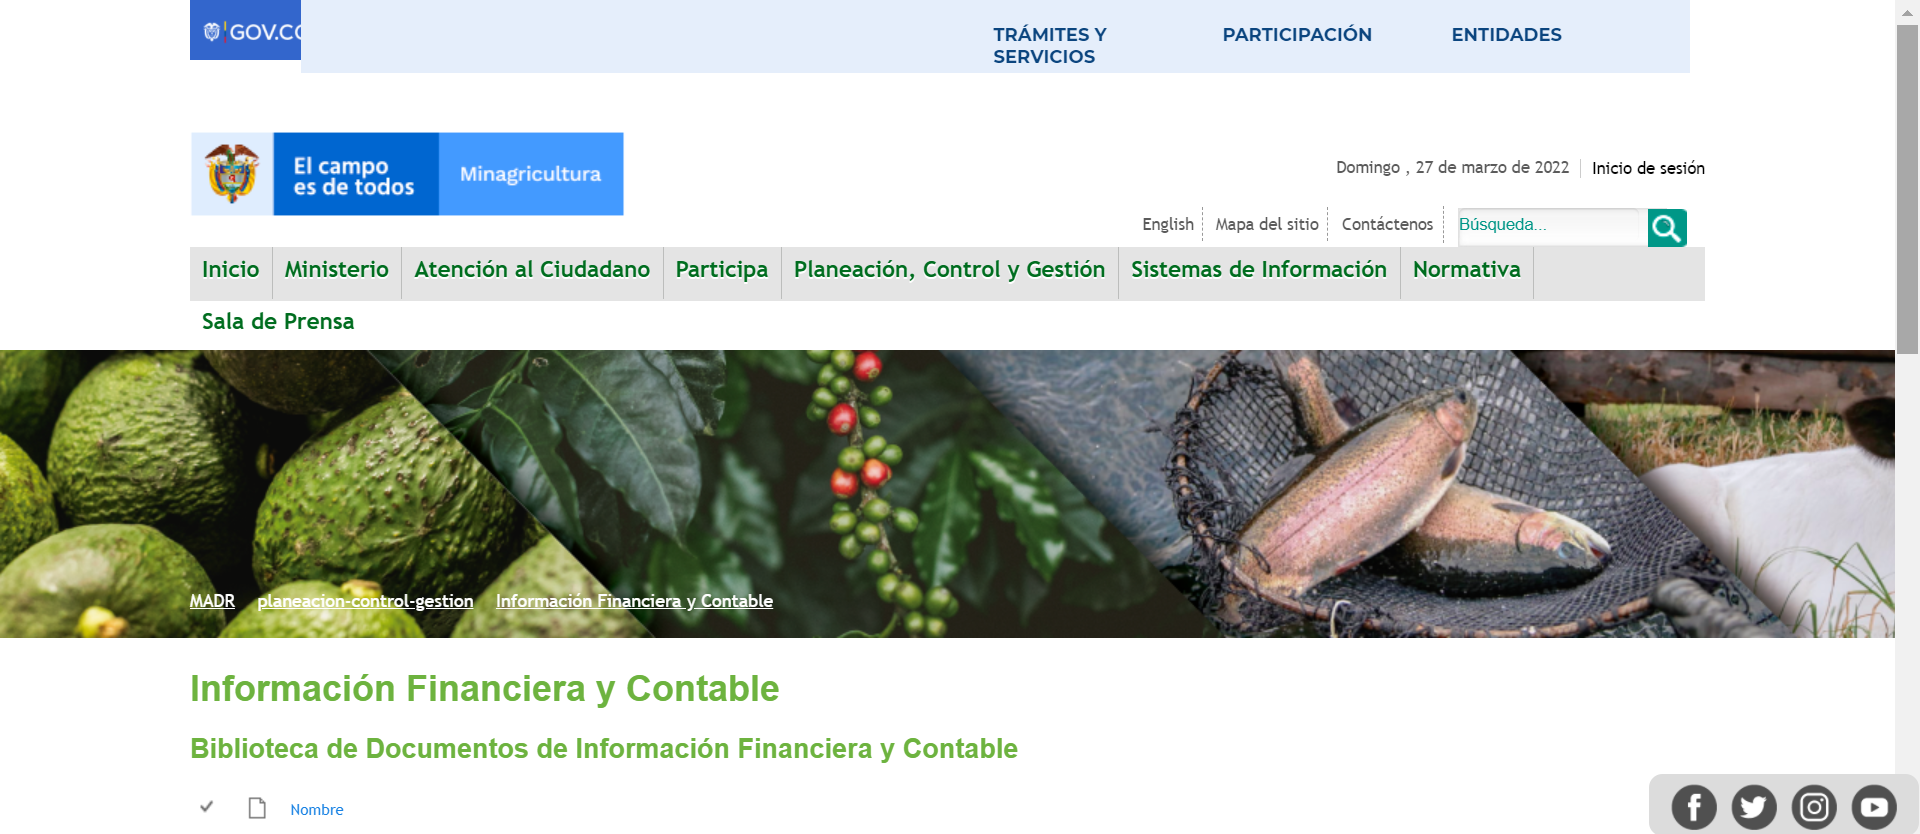 GOV.CO
TRÁMITES Y
SERVICIOS
PARTICIPACIÓN
ENTIDADES
El campo
es de todos
Minagricultura
Domingo , 27 de marzo de 2022
Inicio de sesión
English
Mapa del sitio
Contáctenos
Búsqueda...
Inicio
Ministerio
Atención al Ciudadano
Participa
Planeación, Control y Gestión
Sistemas de Información
Normativa
Sala de Prensa
MADR planeacion-control-gestion Información Financiera y Contable
Información Financiera y Contable
Biblioteca de Documentos de Información Financiera y Contable
Nombre